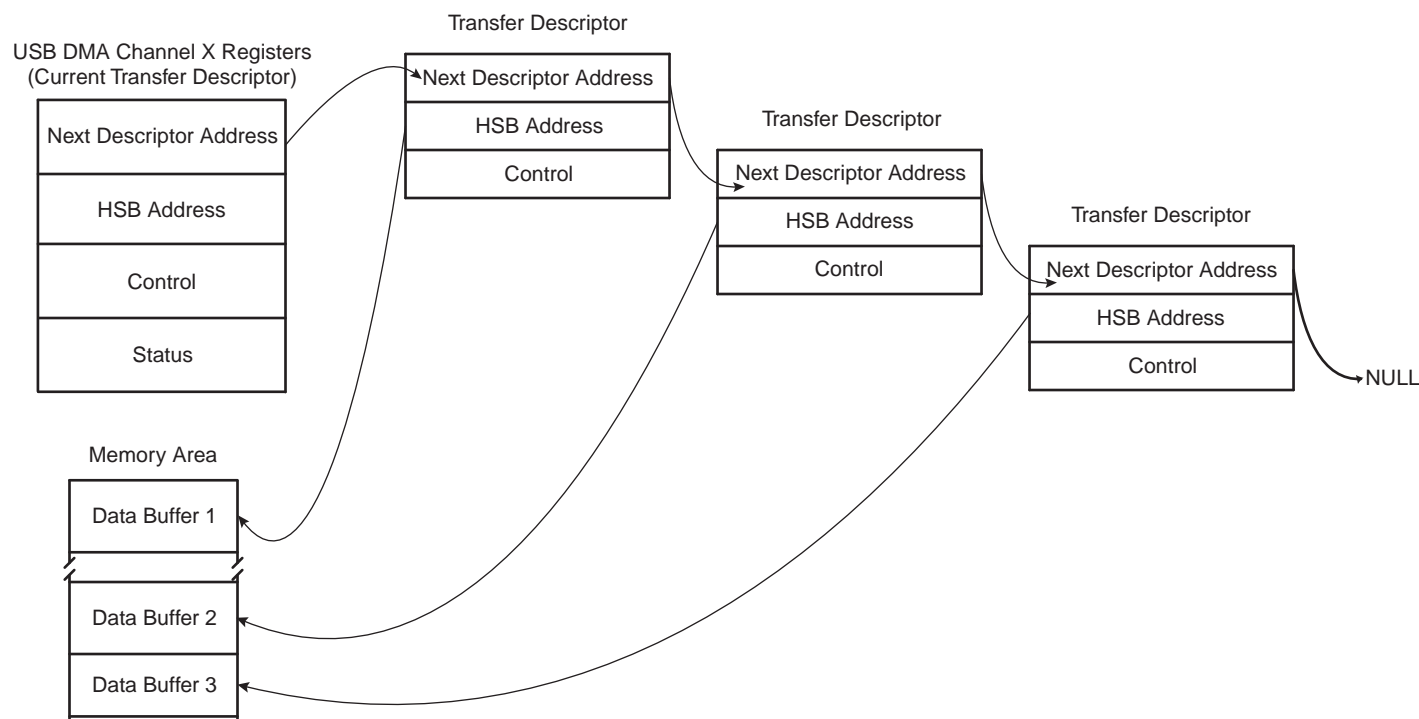 USB DMA Channel X Registers
(Current Transfer Descriptor)
Next Descriptor Address
HSB Address
Control
Status
Transfer Descriptor
Next Descriptor Address
HSB Address
Control
Transfer Descriptor
Next Descriptor Address
HSB Address
Control
Transfer Descriptor
Next Descriptor Address
HSB Address
Control
NULL
Memory Area
Data Buffer 1
Data Buffer 2
Data Buffer 3